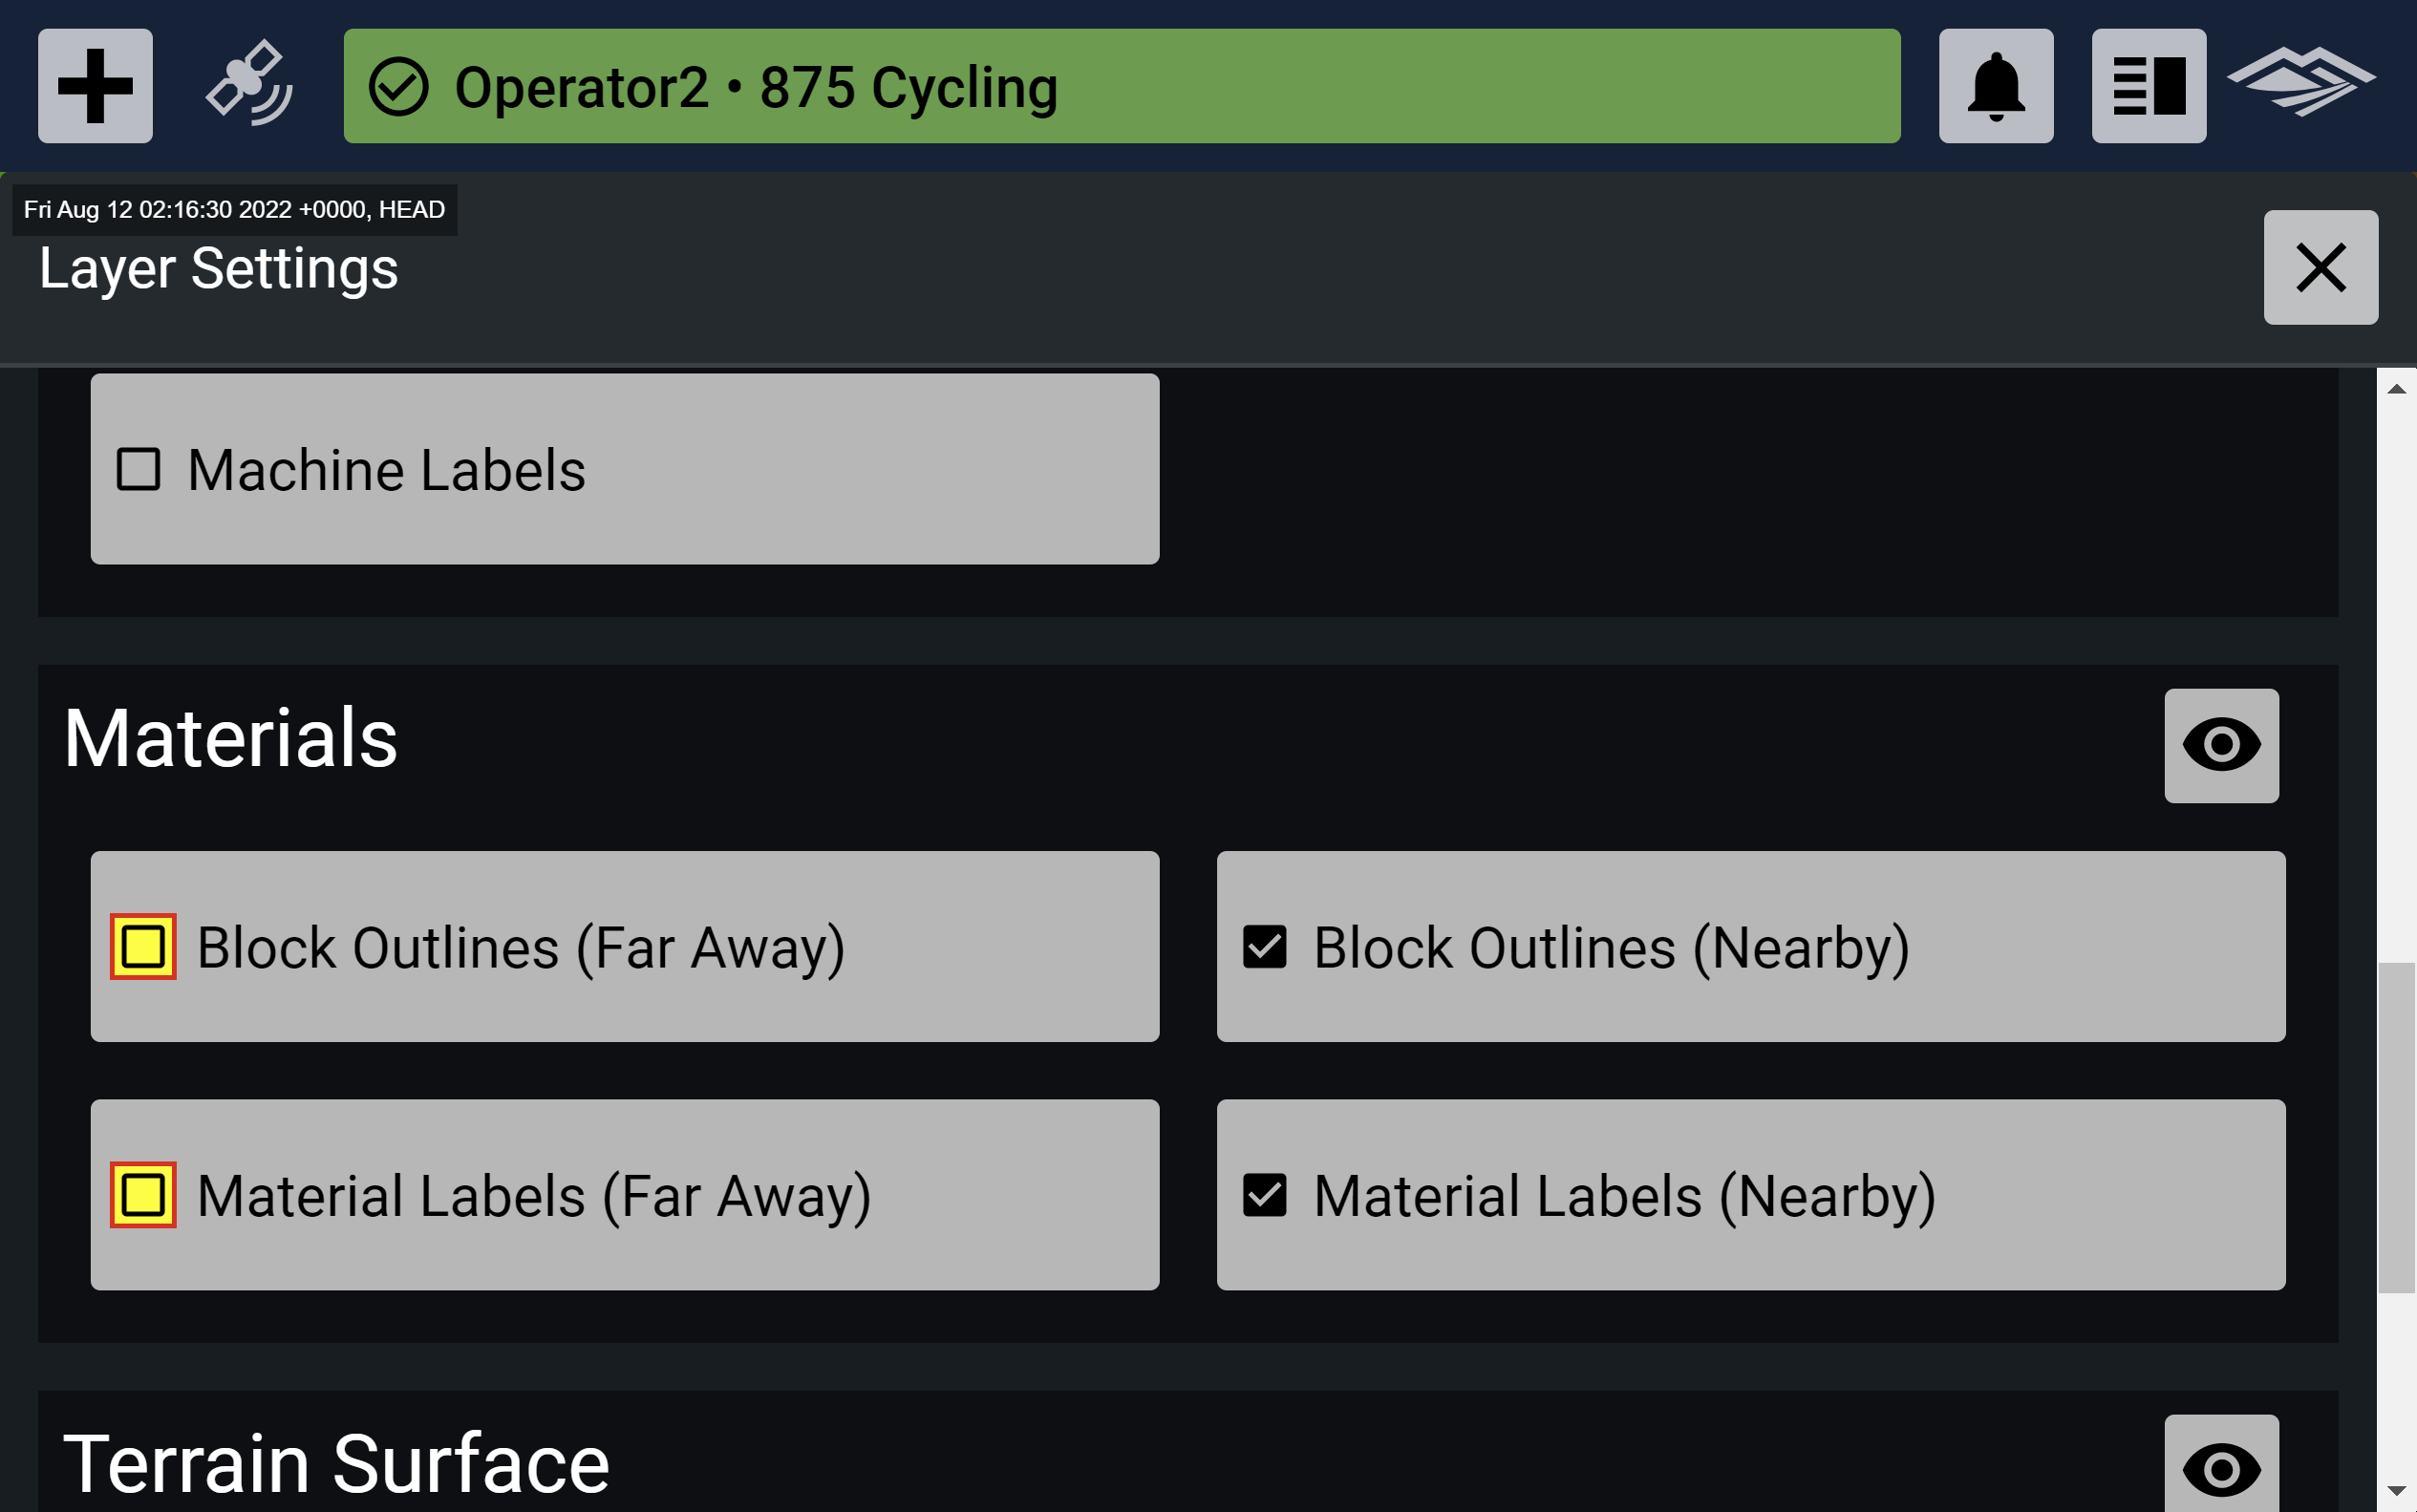 Operator2 • 875 Cycling
Fri Aug 12 02:16:30 2022 +0000, HEAD
Layer Settings
Machine Labels
Materials
Block Outlines (Far Away)
Block Outlines (Nearby)
Material Labels (Far Away)
Material Labels (Nearby)
Terrain Surface